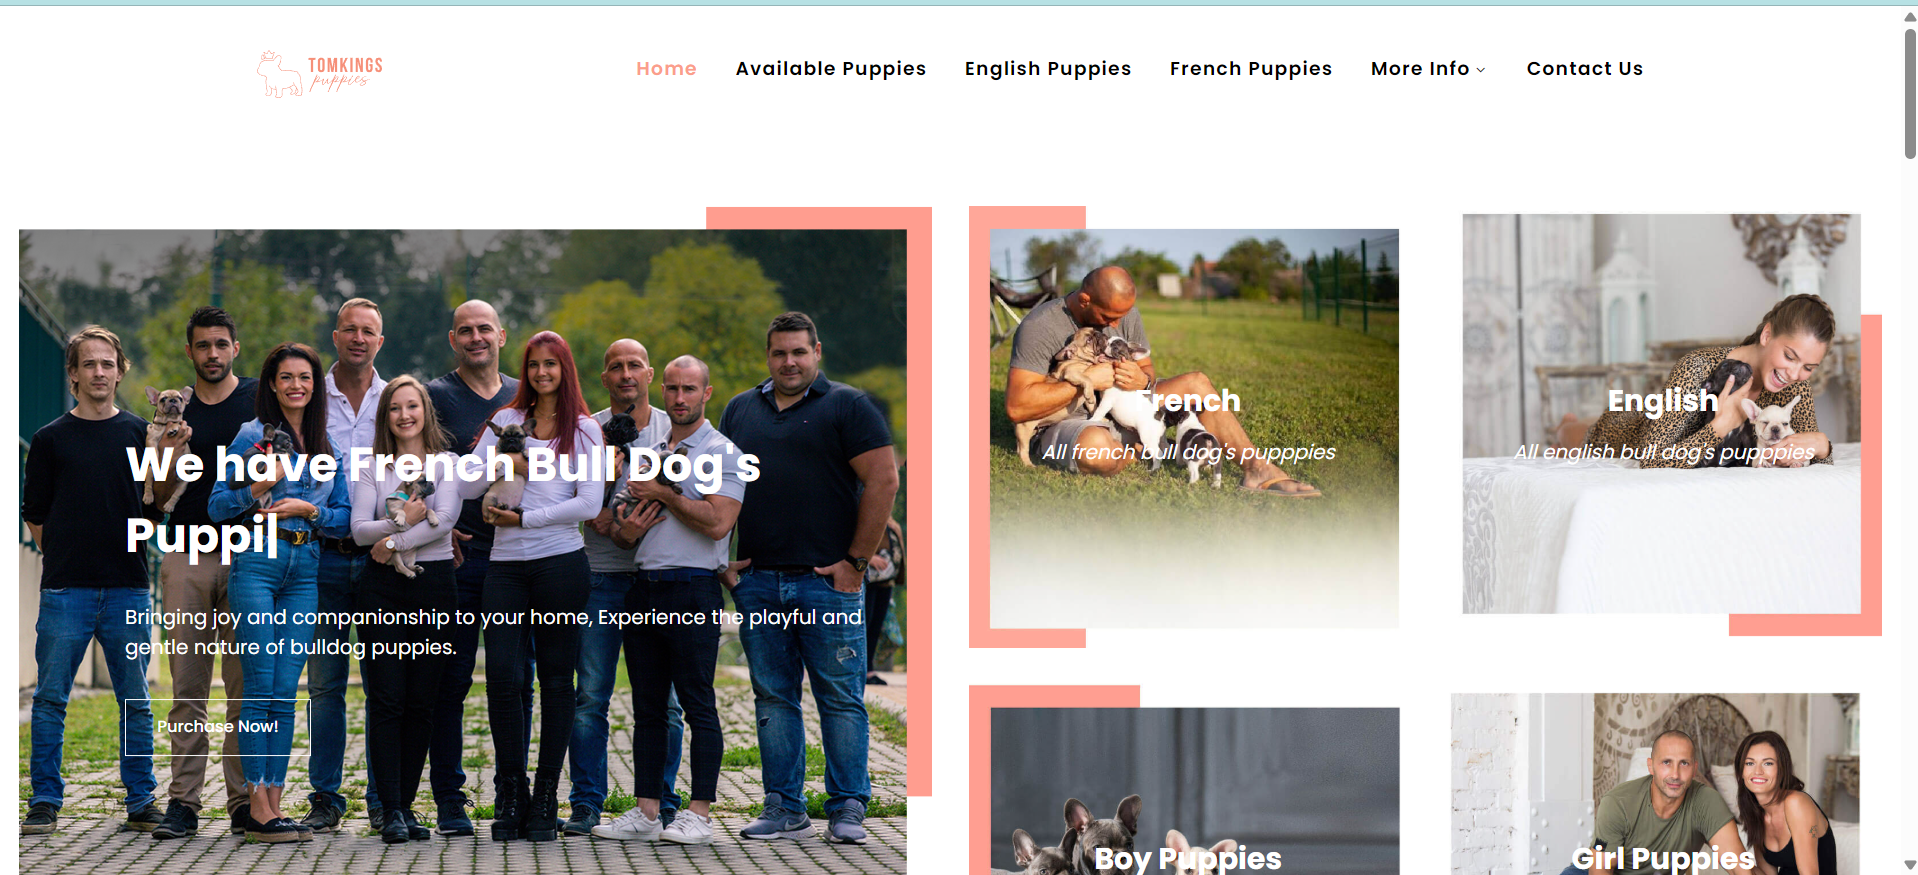 TOMKINGS
puppies
Home
Available Puppies
English Puppies
French Puppies
More Info
Contact Us
We have French Bull Dog's
Puppi|
Bringing joy and companionship to your home, Experience the playful and
gentle nature of bulldog puppies.
Purchase Now!
French
All french bull dog's pupppies
English
All english bull dog's pupppies
Boy Puppies
Girl Puppies